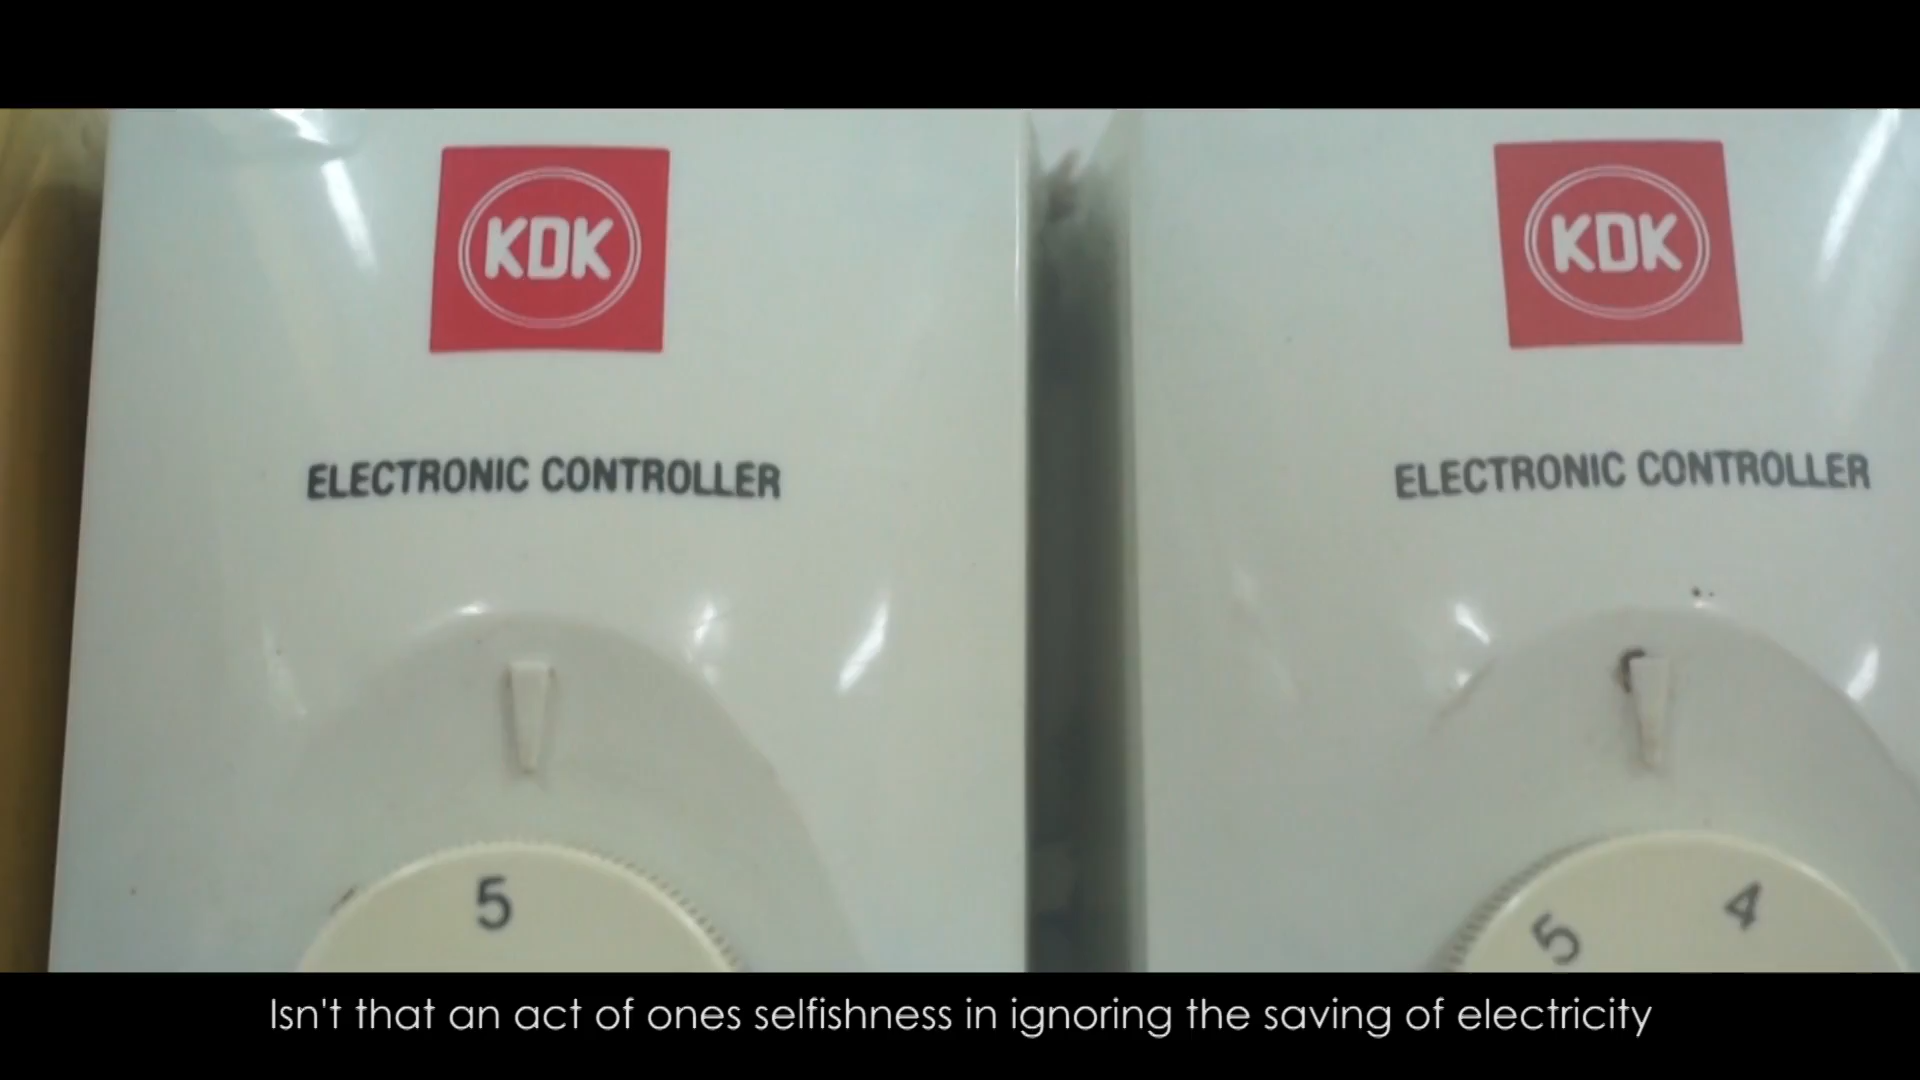 KDK
KDK
ELECTRONIC CONTROLLER
ELECTRONIC CONTROLLER
5
5 4
Isn't that an act of ones selfishness in ignoring the saving of electricity